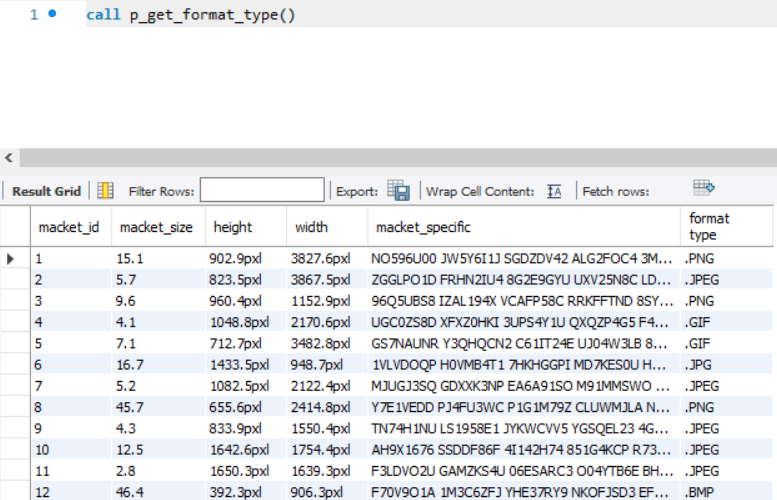 1 call p_get_format_type()
Result Grid Filter Rows: Export: Wrap Cell Content: Fetch rows:
macket_id macket_size height width macket_specific format type
1 15.1 902.9pxl 3827.6pxl NO596U00 JW5Y6I1J SGDZDV42 ALG2FOC4 3M... .PNG
2 5.7 823.5pxl 3867.5pxl ZGGLPO1D FRHN2IU4 8G2E9GYU UXV25N8C LD... .JPEG
3 9.6 960.4pxl 1152.9pxl 96Q5UBS8 IZAL194X VCAFP58C RRKFFTND 8SY... .PNG
4 4.1 1048.8pxl 2170.6pxl UGC0ZS8D XFXZ0HKI 3UPS4Y1U QXQZP4G5 F4... .GIF
5 7.1 712.7pxl 3482.8pxl GS7NAUNR Y3QHQCN2 C61IT24E UJ04W3LB 8... .GIF
6 16.7 1433.5pxl 948.7pxl 1VLVDOQP H0VMB4T1 7HKHGGPI MD7KES0U H... .JPG
7 5.2 1082.5pxl 2122.4pxl MJUGJ3SQ GDXXK3NP EA6A91SO M91MMSWO ... .JPEG
8 45.7 655.6pxl 2414.8pxl Y7E1VEDD PJ4FU3WC P1G1M79Z CLUWMJLA N... .PNG
9 4.3 833.9pxl 1550.4pxl TN74H1NU LS1958E1 JYKWCVV5 YGSQEL23 4G... .JPEG
10 12.5 1642.6pxl 1754.4pxl AH9X1676 SSDDF86F 4I142H74 851G4KCP R73... .JPEG
11 2.8 1650.3pxl 1639.3pxl F3LDVO2U GAMZKS4U 06ESARC3 O04YTB6E BH... .JPEG
12 46.4 392.3pxl 906.3pxl F70V9O1A 1M3C6ZFJ YHE37RY9 NKOFJSD3 EF... .BMP